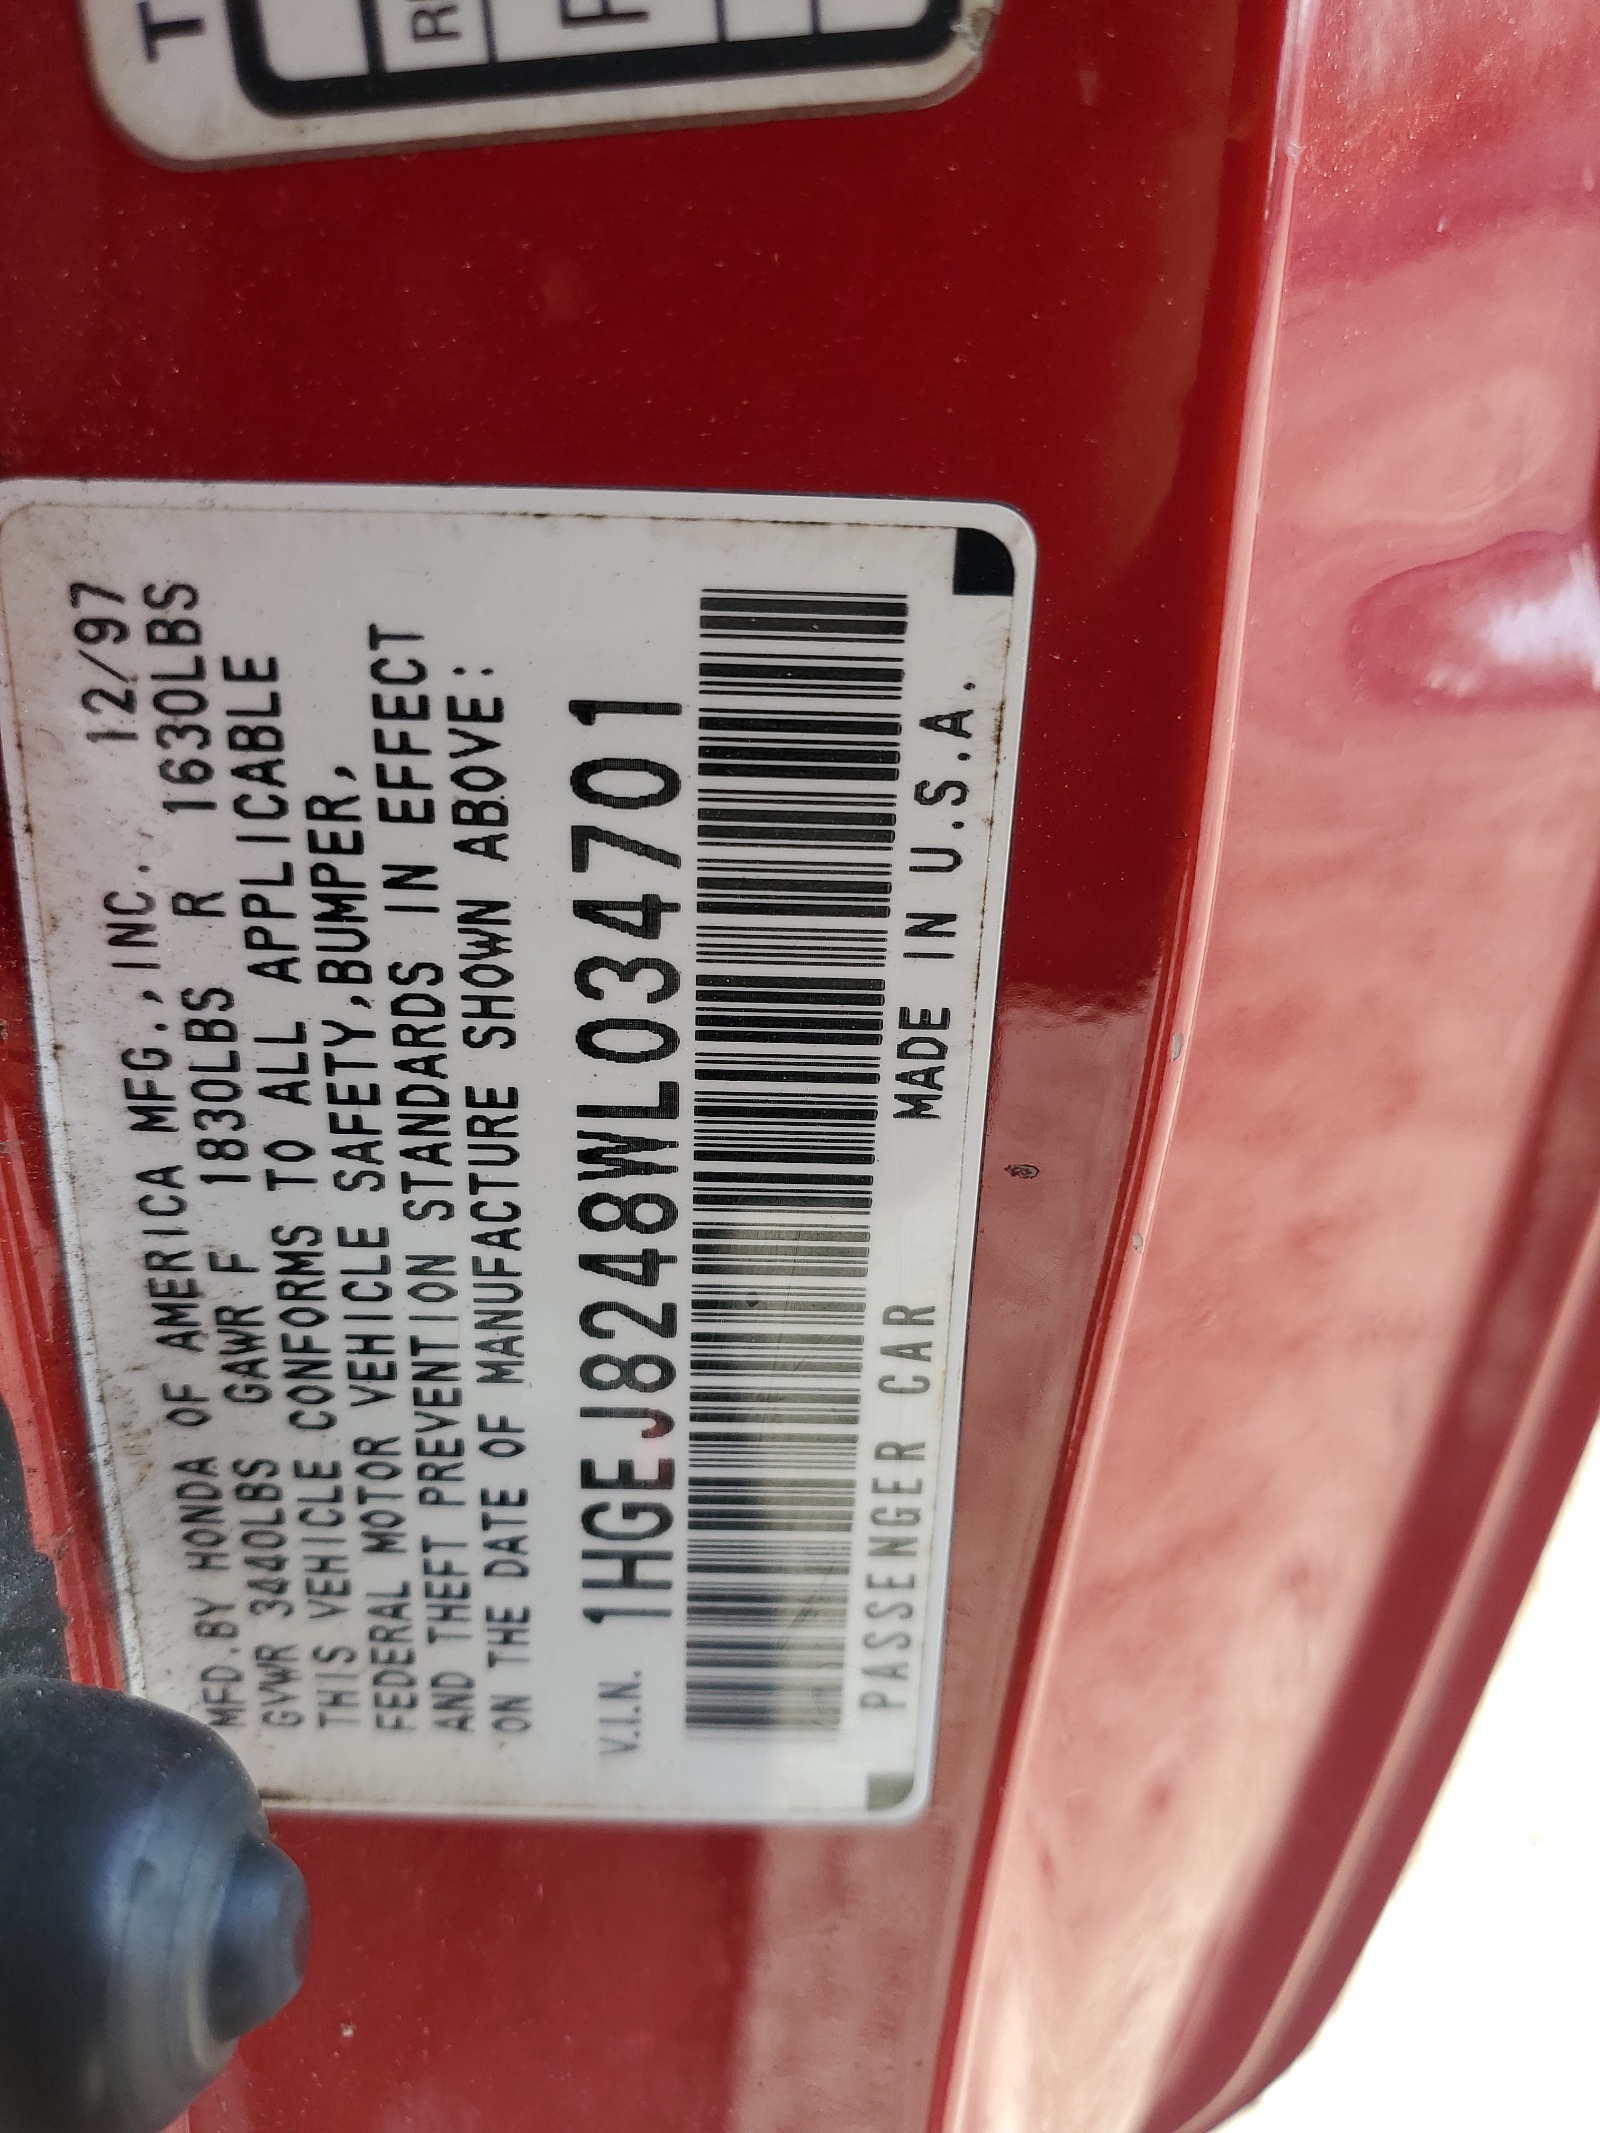 MFD.BY HONDA OF AMERICA MFG.,INC. 12/97
GVWR 3440LBS GAWR F 1830LBS R 1630LBS
THIS VEHICLE CONFORMS TO ALL APPLICABLE
FEDERAL MOTOR VEHICLE SAFETY,BUMPER,
AND THEFT PREVENTION STANDARDS IN EFFECT
ON THE DATE OF MANUFACTURE SHOWN ABOVE:
V.I.N. 1HGEJ8248WL034701
PASSENGER CAR MADE IN U.S.A.